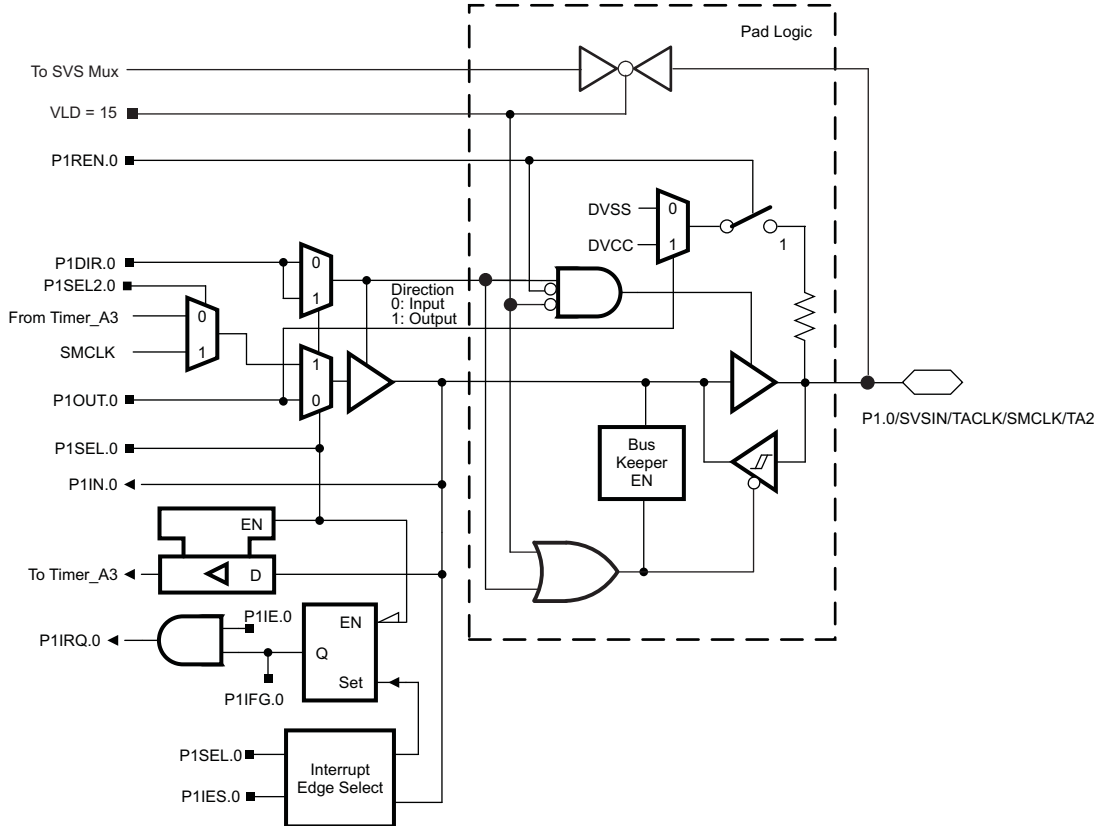 Pad Logic
To SVS Mux
VLD = 15
P1REN.0
DVSS
0
DVCC
1
1
P1DIR.0
0
1
Direction
0: Input
1: Output
P1SEL2.0
From Timer_A3
0
SMCLK
1
1
0
P1OUT.0
P1.0/SVSIN/TACLK/SMCLK/TA2
P1SEL.0
Bus
Keeper
EN
P1IN.0
EN
To Timer_A3
D
P1IE.0
EN
P1IRQ.0
Q
Set
P1IFG.0
P1SEL.0
Interrupt
Edge Select
P1IES.0